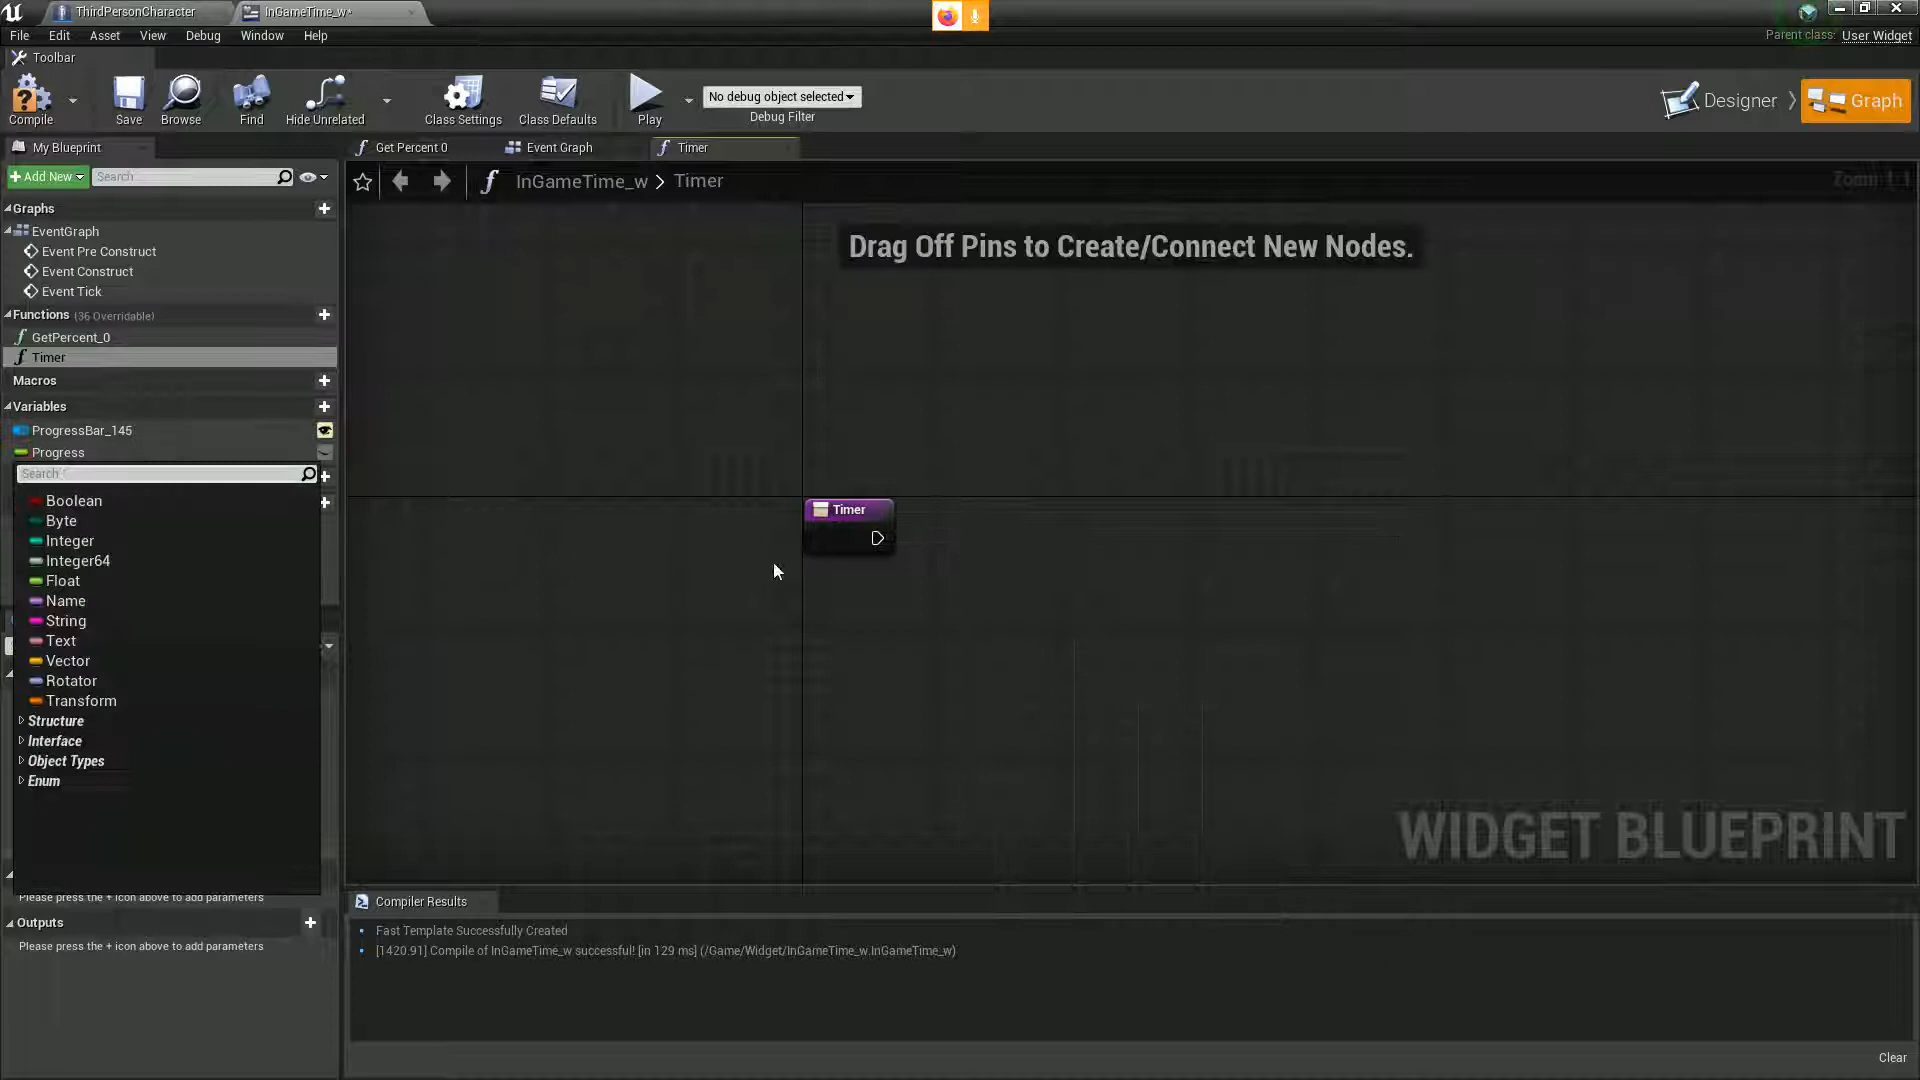 ThirdPersonCharacter
InGameTime_w*
File Edit Asset View Debug Window Help
Parent class: User Widget
Toolbar
Compile Save Browse Find Hide Unrelated Class Settings Class Defaults Play
No debug object selected
Debug Filter
Designer
Graph
My Blueprint
Get Percent 0
Event Graph
Timer
Add New
Search
InGameTime_w > Timer
Zoom 1:1
Graphs
EventGraph
Event Pre Construct
Event Construct
Event Tick
Functions (36 Overridable)
GetPercent_0
Timer
Macros
Variables
ProgressBar_145
Progress
Search
Boolean
Byte
Integer
Integer64
Float
Name
String
Text
Vector
Rotator
Transform
Structure
Interface
Object Types
Enum
Please press the + icon above to add parameters
Outputs
Please press the + icon above to add parameters
Drag Off Pins to Create/Connect New Nodes.
Timer
WIDGET BLUEPRINT
Compiler Results
Fast Template Successfully Created
[1420.91] Compile of InGameTime_w successful! [in 129 ms] (/Game/Widget/InGameTime_w.InGameTime_w)
Clear